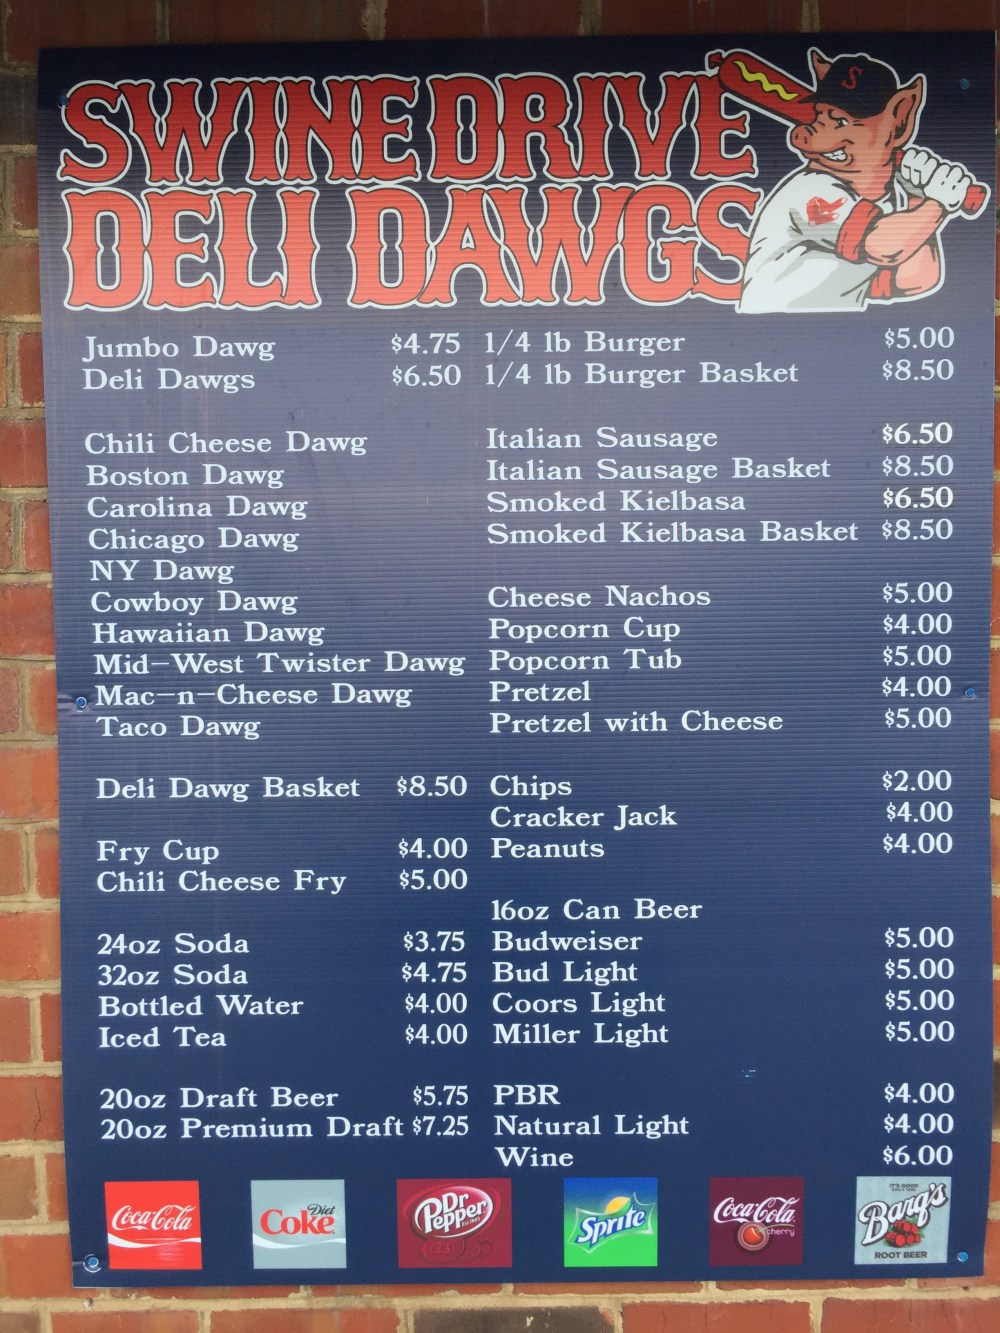 SWINE DRIVE
DELI DAWGS
S
Jumbo Dawg $4.75
Deli Dawgs $6.50
Chili Cheese Dawg
Boston Dawg
Carolina Dawg
Chicago Dawg
NY Dawg
Cowboy Dawg
Hawaiian Dawg
Mid-West Twister Dawg
Mac-n-Cheese Dawg
Taco Dawg
Deli Dawg Basket $8.50
Fry Cup $4.00
Chili Cheese Fry $5.00
24oz Soda $3.75
32oz Soda $4.75
Bottled Water $4.00
Iced Tea $4.00
20oz Draft Beer $5.75
20oz Premium Draft $7.25
1/4 lb Burger $5.00
1/4 lb Burger Basket $8.50
Italian Sausage $6.50
Italian Sausage Basket $8.50
Smoked Kielbasa $6.50
Smoked Kielbasa Basket $8.50
Cheese Nachos $5.00
Popcorn Cup $4.00
Popcorn Tub $5.00
Pretzel $4.00
Pretzel with Cheese $5.00
Chips $2.00
Cracker Jack $4.00
Peanuts $4.00
16oz Can Beer
Budweiser $5.00
Bud Light $5.00
Coors Light $5.00
Miller Light $5.00
PBR $4.00
Natural Light $4.00
Wine $6.00
Coca-Cola
Diet
Coke
Dr
Pepper
Est. 1885
Sprite
Coca-Cola
cherry
IT'S GOOD
Barq's
ROOT BEER